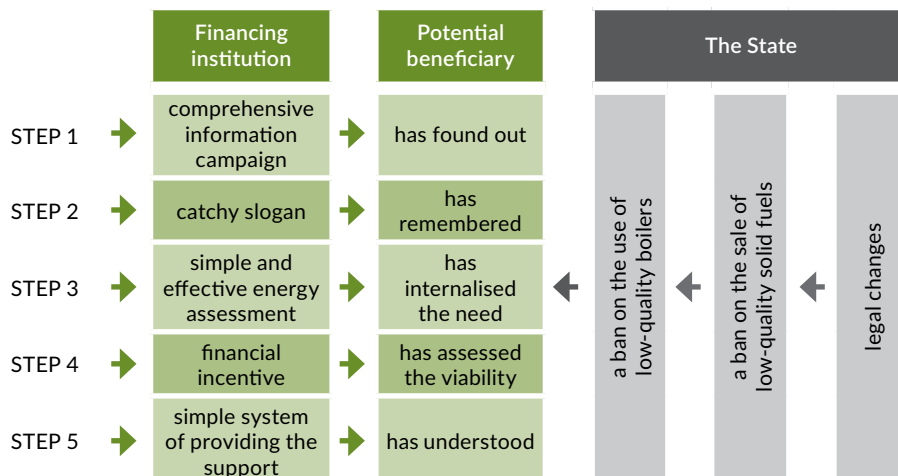 Financing
institution
Potential
beneficiary
The State
STEP 1
comprehensive
information
campaign
has found out
STEP 2
catchy slogan
has
remembered
STEP 3
simple and
effective energy
assessment
has
internalised
the need
STEP 4
financial
incentive
has assessed
the viability
STEP 5
simple system
of providing the
support
has understood
a ban on the use of
low-quality boilers
a ban on the sale of
low-quality solid fuels
legal changes